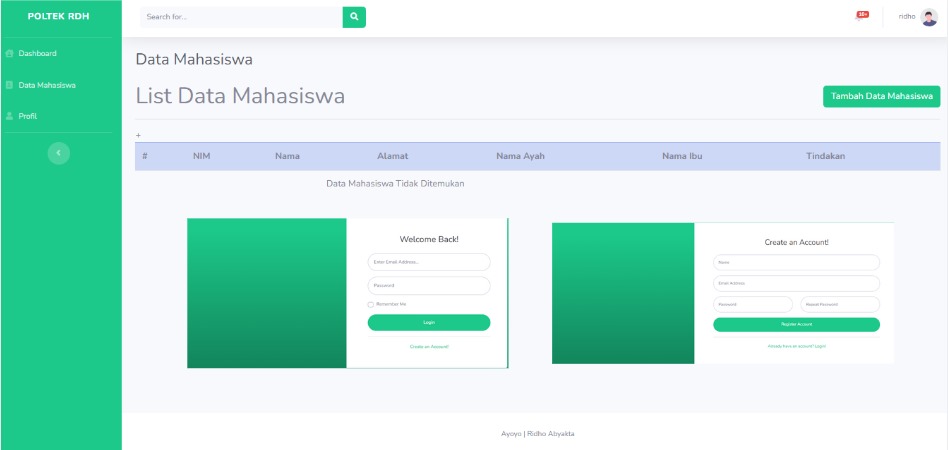 POLTEK RDH
Search for...
ridho
Dashboard
Data Mahasiswa
Profil
Data Mahasiswa
List Data Mahasiswa
Tambah Data Mahasiswa
+
# NIM Nama Alamat Nama Ayah Nama Ibu Tindakan
Data Mahasiswa Tidak Ditemukan
Welcome Back!
Enter Email Address...
Password
Remember Me
Login
Create an Account!
Create an Account!
Name
Email Address
Password Repeat Password
Register Account
Already have an account? Login!
Ayoyo | Ridho Abyakta